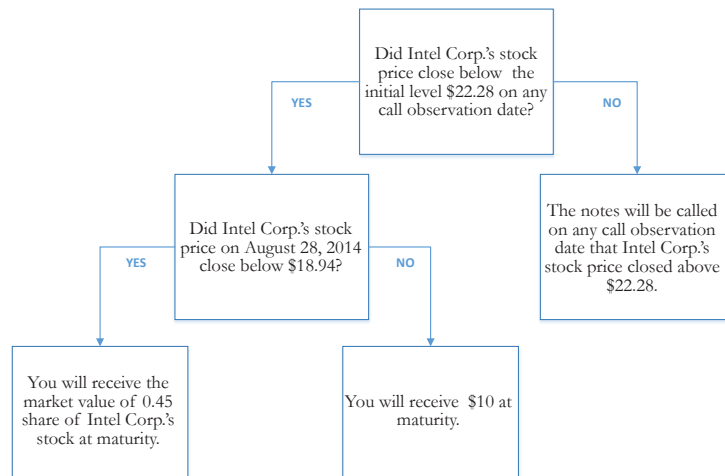 Did Intel Corp.'s stock
price close below the
initial level $22.28 on any
call observation date?
YES
NO
Did Intel Corp.'s stock
price on August 28, 2014
close below $18.94?
The notes will be called
on any call observation
date that Intel Corp.'s
stock price closed above
$22.28.
YES
NO
You will receive the
market value of 0.45
share of Intel Corp.'s
stock at maturity.
You will receive $10 at
maturity.